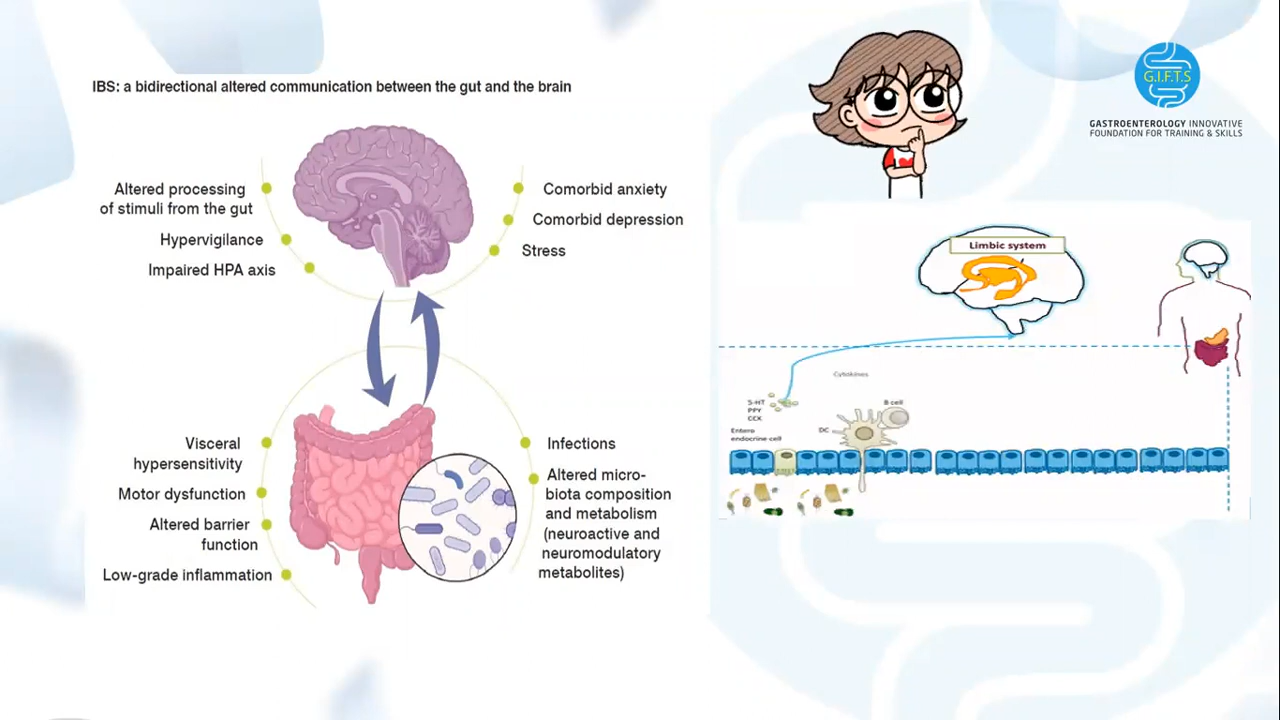 IBS: a bidirectional altered communication between the gut and the brain
Altered processing
of stimuli from the gut
Hypervigilance
Impaired HPA axis
Comorbid anxiety
Comorbid depression
Stress
Visceral
hypersensitivity
Motor dysfunction
Altered barrier
function
Low-grade inflammation
Infections
Altered micro-
biota composition
and metabolism
(neuroactive and
neuromodulatory
metabolites)
G.I.F.T.S
GASTROENTEROLOGY INNOVATIVE
FOUNDATION FOR TRAINING & SKILLS
Limbic system
Cytokines
5-HT
PPY
CCK
B cell
DC
Entero
endocrine cell